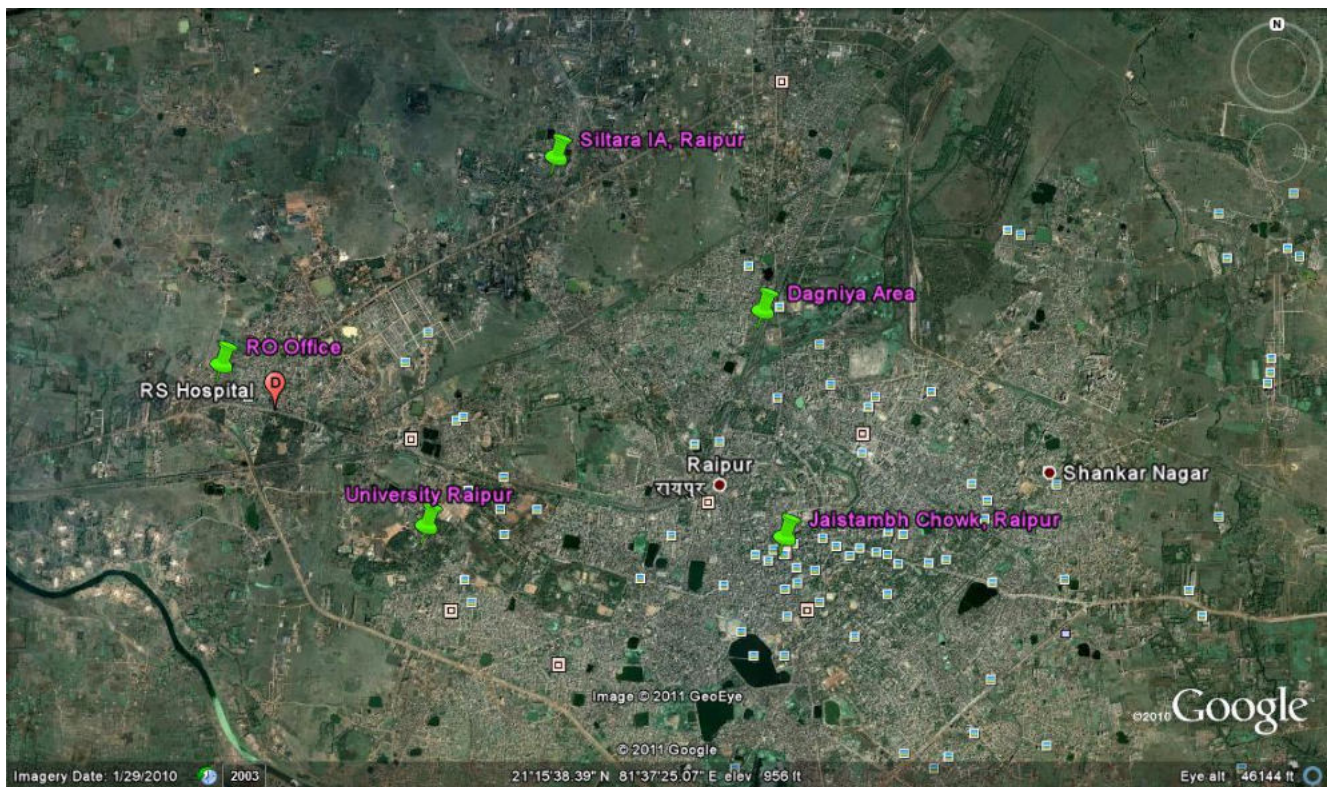 N
Siltara IA, Raipur
Dagniya Area
RO Office
RS Hospital
D
Raipur
रायपुर
Shankar Nagar
University Raipur
Jaistambh Chowk, Raipur
Image © 2011 GeoEye
©2010 Google
© 2011 Google
Imagery Date: 1/29/2010 2003 21°15'38.39" N 81°37'25.07" E elev 956 ft Eye alt 46144 ft